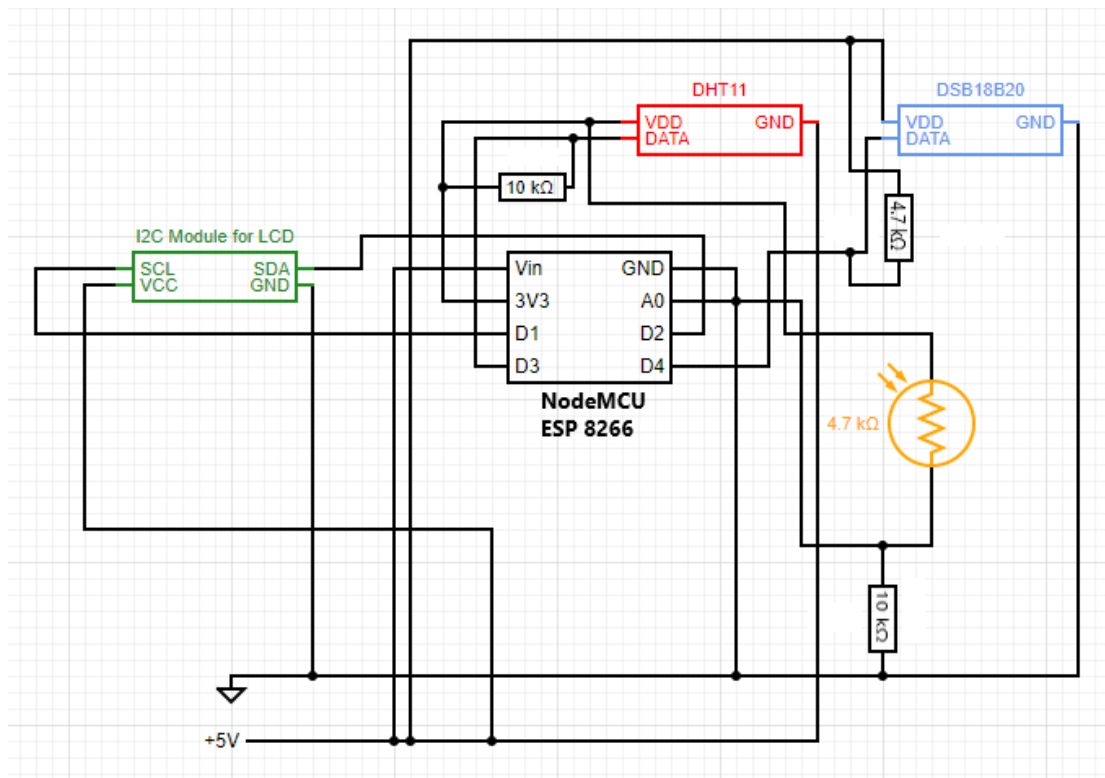 DHT11
VDD
DATA
GND
DSB18B20
VDD
DATA
GND
10 kΩ
4.7 kΩ
I2C Module for LCD
SCL
VCC
SDA
GND
Vin
3V3
D1
D3
GND
A0
D2
D4
NodeMCU
ESP 8266
4.7 kΩ
10 kΩ
+5V